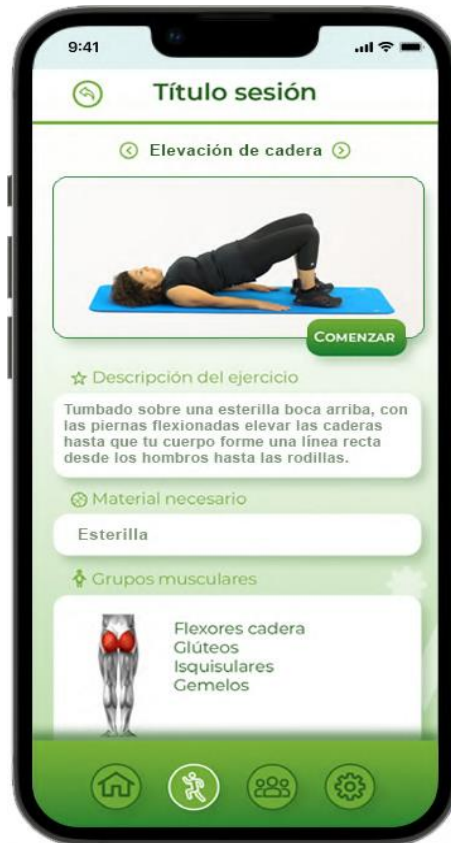 9:41
Título sesión
Elevación de cadera
COMENZAR
Descripción del ejercicio
Tumbado sobre una esterilla boca arriba, con
las piernas flexionadas elevar las caderas
hasta que tu cuerpo forme una línea recta
desde los hombros hasta las rodillas.
Material necesario
Esterilla
Grupos musculares
Flexores cadera
Glúteos
Isquisulares
Gemelos